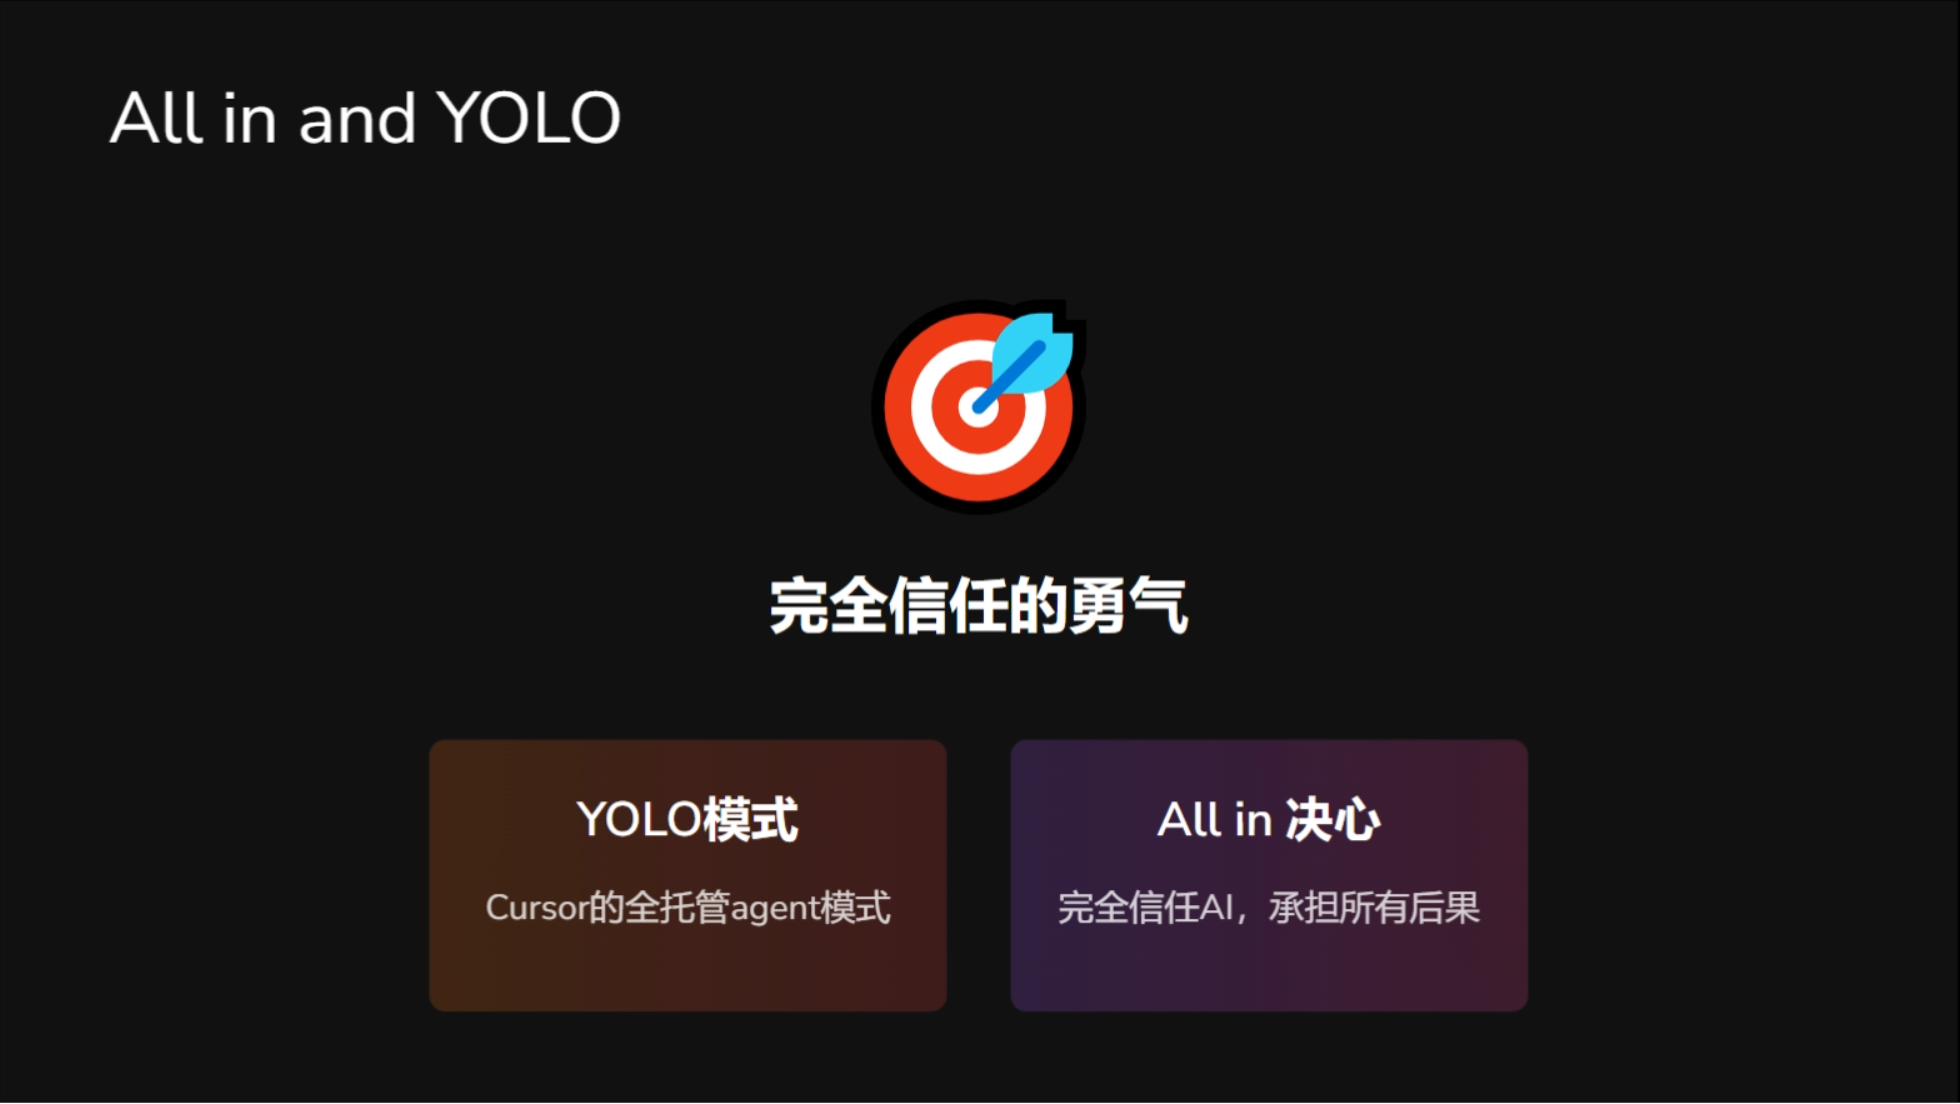 All in and YOLO
完全信任的勇气
YOLO模式
Cursor的全托管agent模式
All in 决心
完全信任AI，承担所有后果